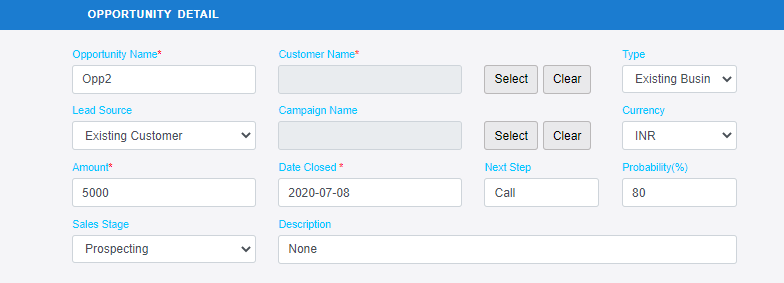 OPPORTUNITY DETAIL
Opportunity Name* Customer Name* Type
Opp2 Select Clear Existing Busin
Lead Source Campaign Name Currency
Existing Customer Select Clear INR
Amount* Date Closed * Next Step Probability(%)
5000 2020-07-08 Call 80
Sales Stage Description
Prospecting None